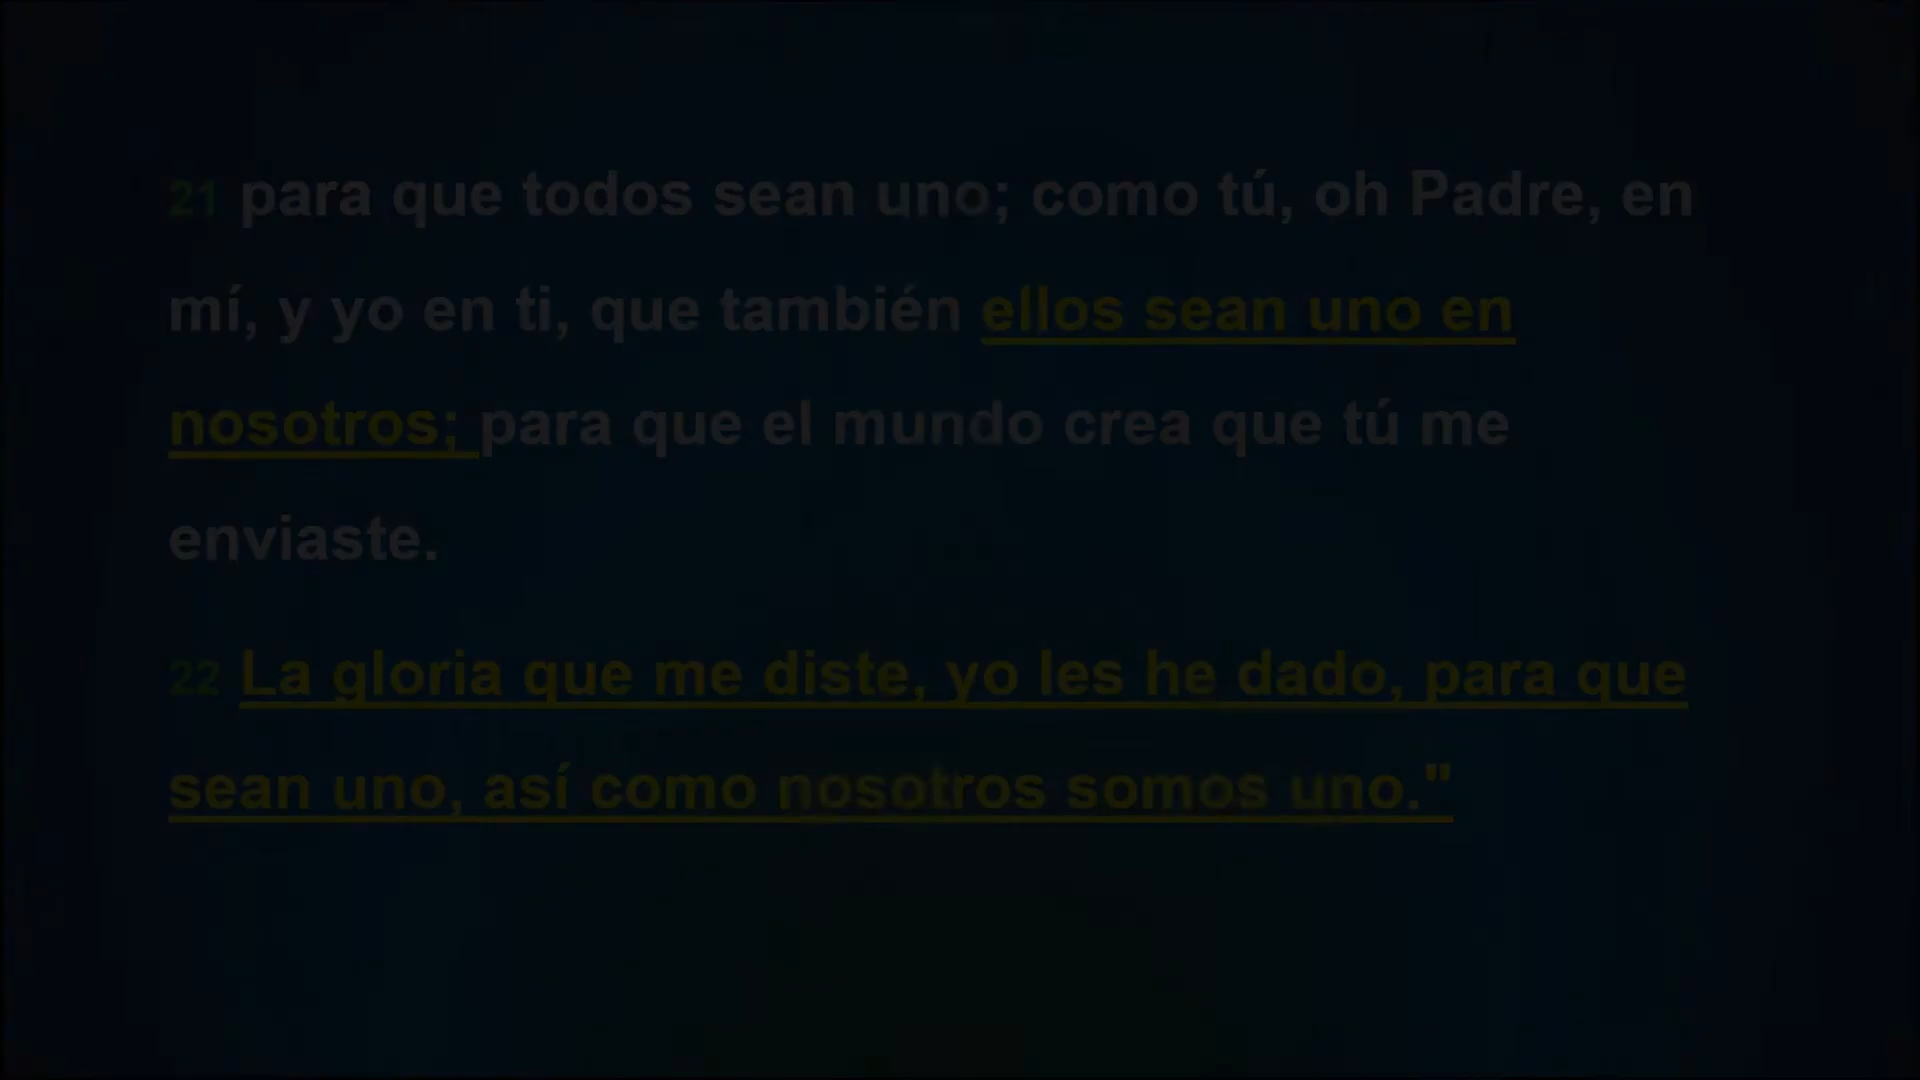 21 para que todos sean uno; como tú, oh Padre, en
mí, y yo en ti, que también ellos sean uno en
nosotros; para que el mundo crea que tú me
enviaste.
22 La gloria que me diste, yo les he dado, para que
sean uno, así como nosotros somos uno."